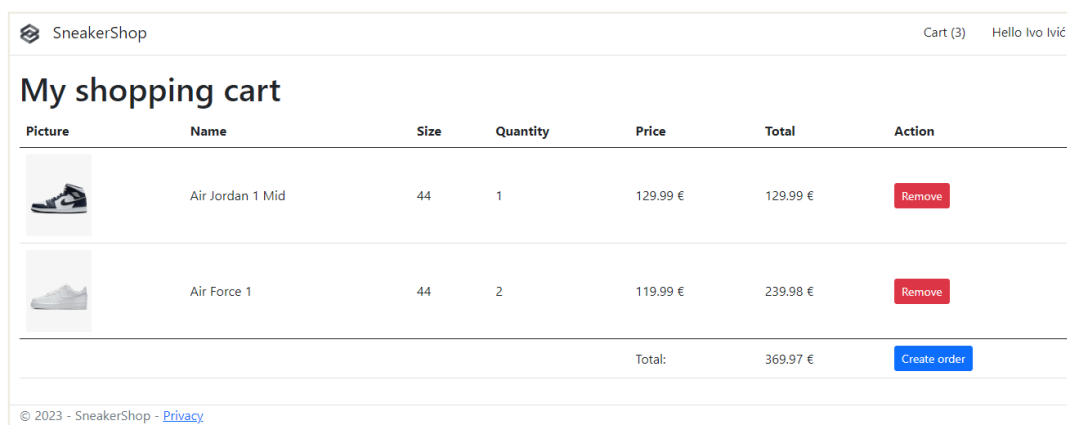 SneakerShop Cart (3) Hello Ivo Ivić
My shopping cart
Picture Name Size Quantity Price Total Action
Air Jordan 1 Mid 44 1 129.99 € 129.99 € Remove
Air Force 1 44 2 119.99 € 239.98 € Remove
Total: 369.97 € Create order
© 2023 - SneakerShop - Privacy